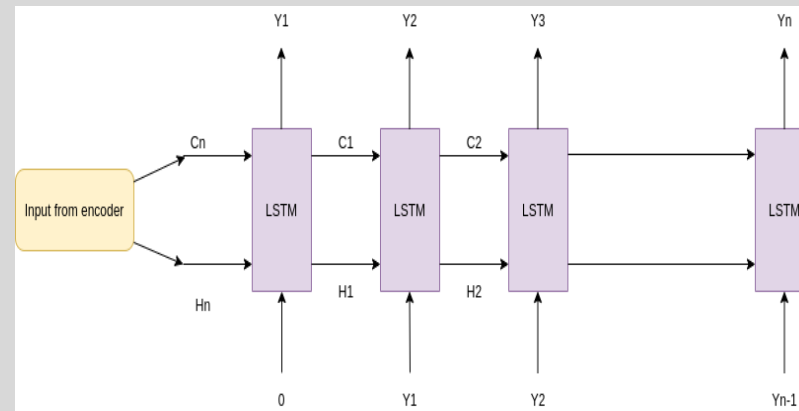 Y1 Y2 Y3 Yn
Cn C1 C2
Input from encoder LSTM LSTM LSTM LSTM
Hn H1 H2
0 Y1 Y2 Yn-1